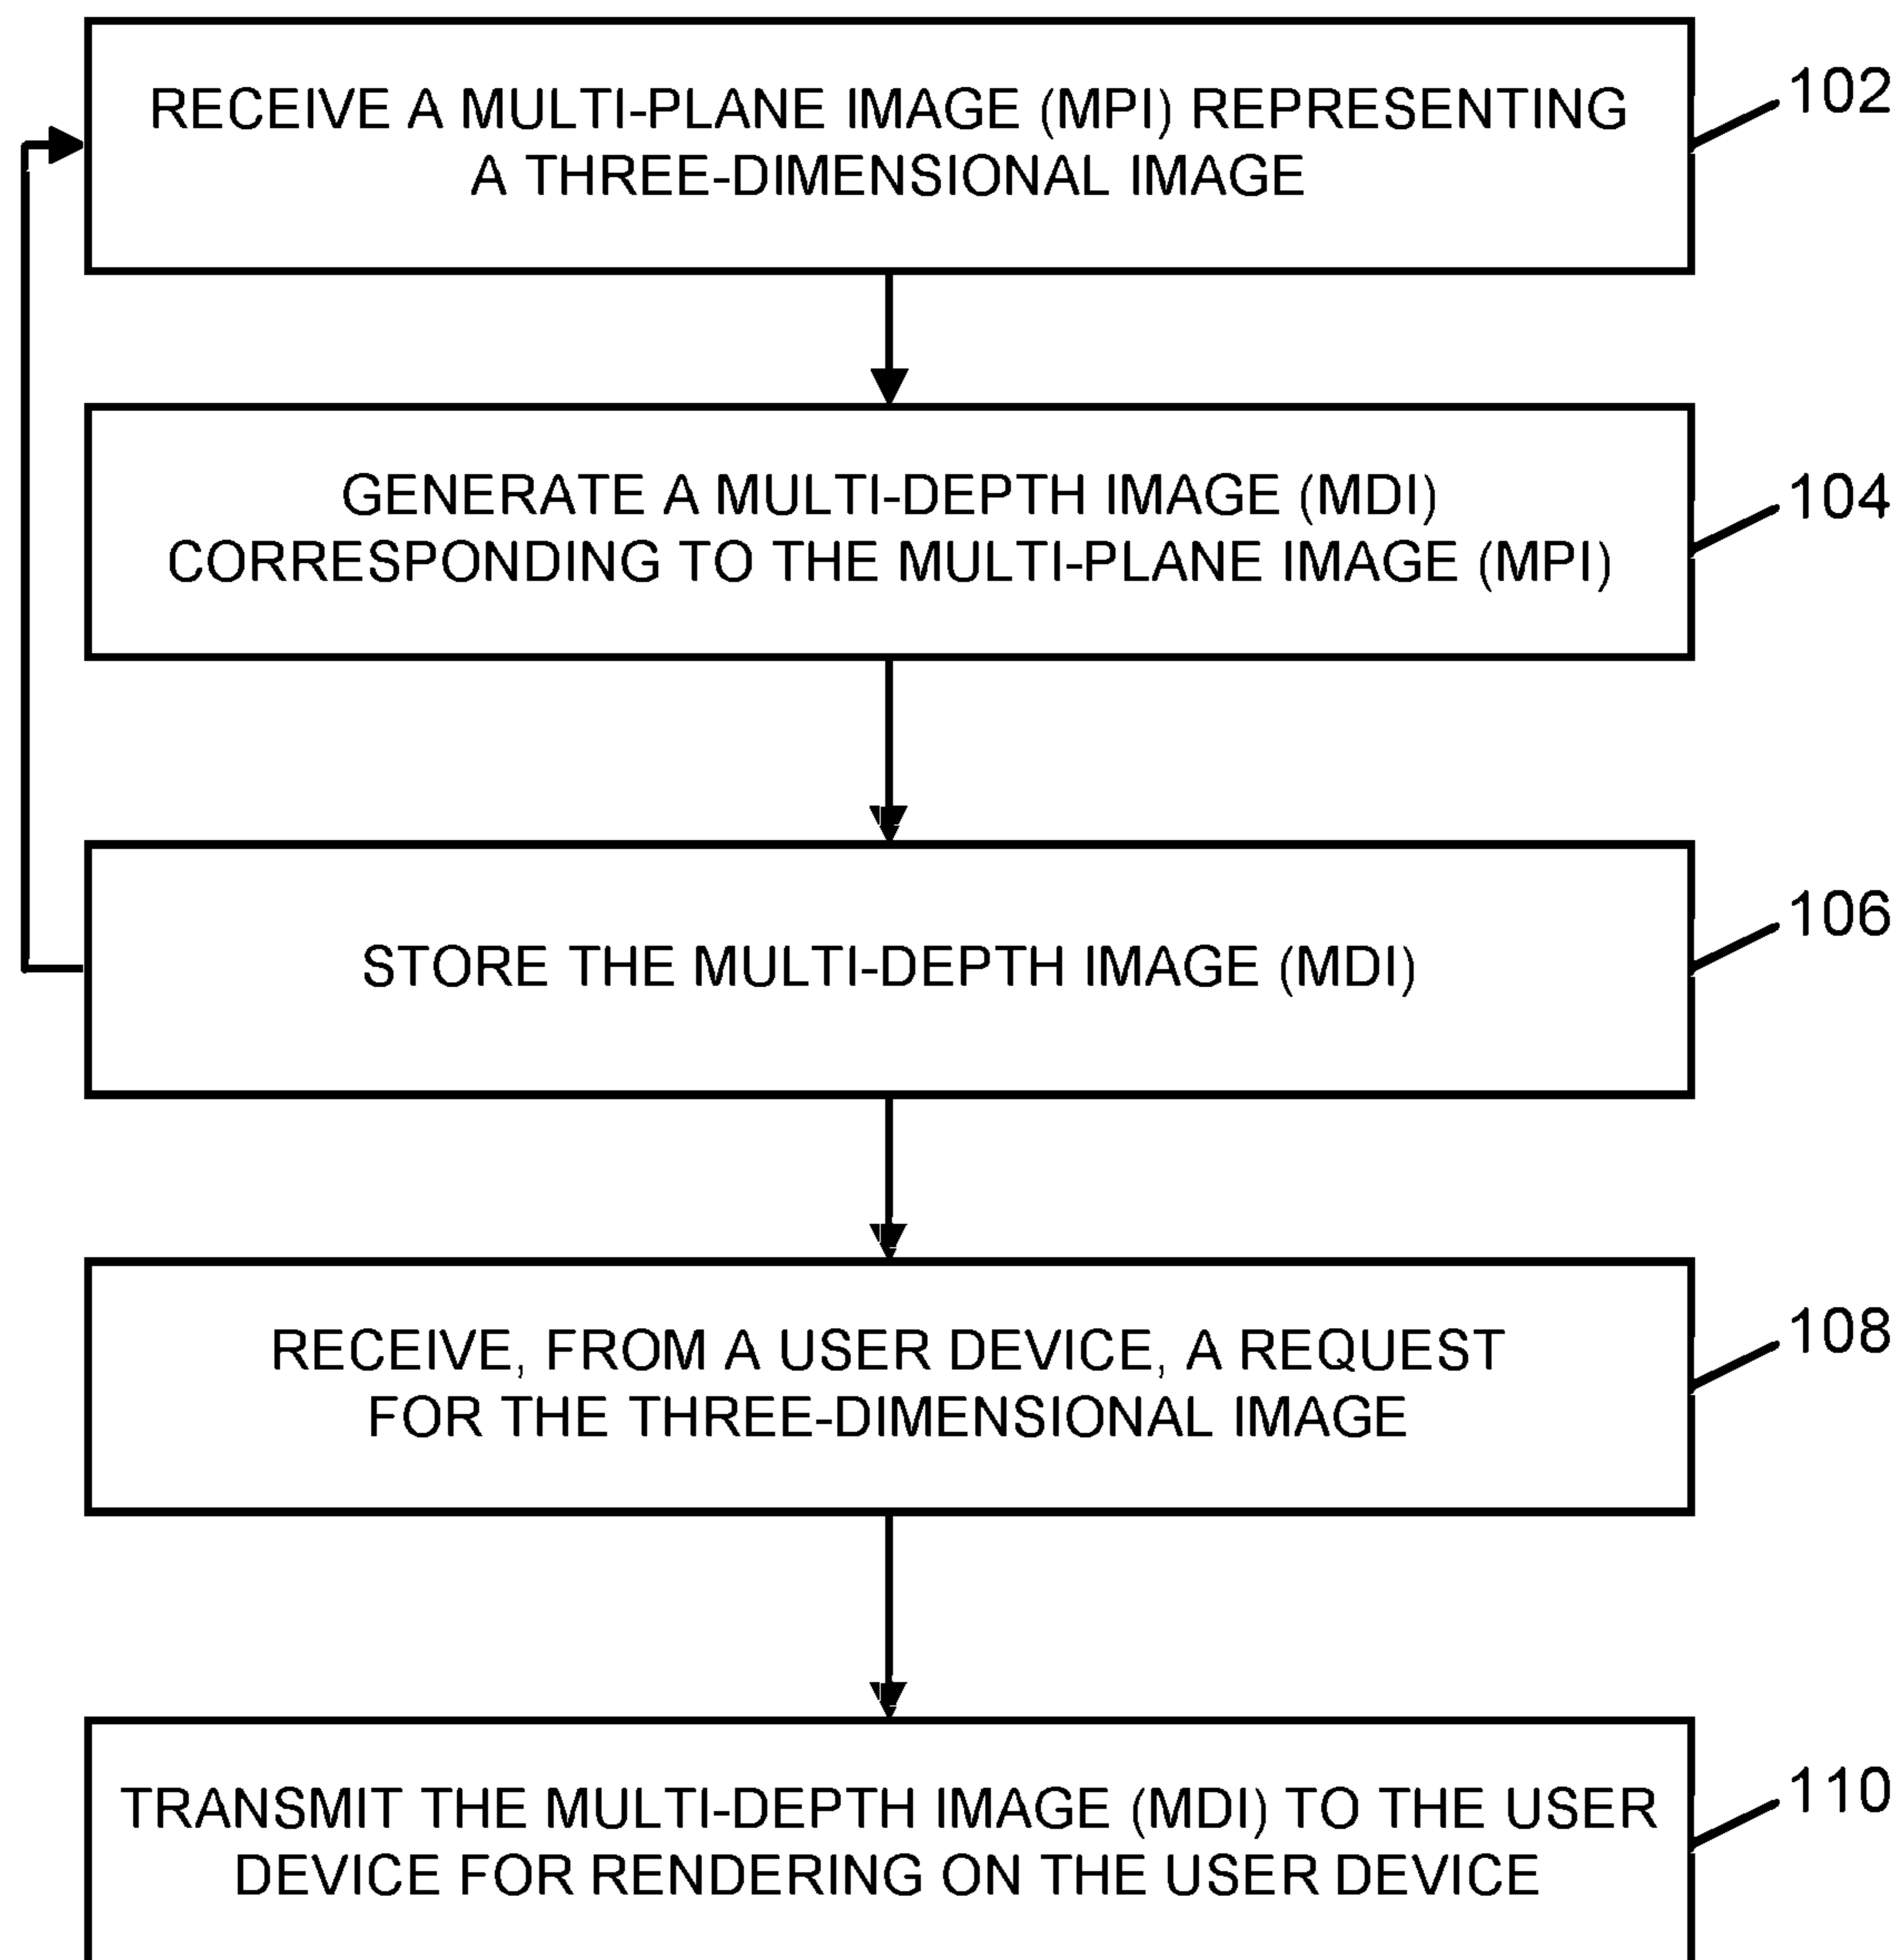 RECEIVE A MULTI-PLANE IMAGE (MPI) REPRESENTING
A THREE-DIMENSIONAL IMAGE
102
GENERATE A MULTI-DEPTH IMAGE (MDI)
CORRESPONDING TO THE MULTI-PLANE IMAGE (MPI)
104
STORE THE MULTI-DEPTH IMAGE (MDI)
106
RECEIVE, FROM A USER DEVICE, A REQUEST
FOR THE THREE-DIMENSIONAL IMAGE
108
TRANSMIT THE MULTI-DEPTH IMAGE (MDI) TO THE USER
DEVICE FOR RENDERING ON THE USER DEVICE
110